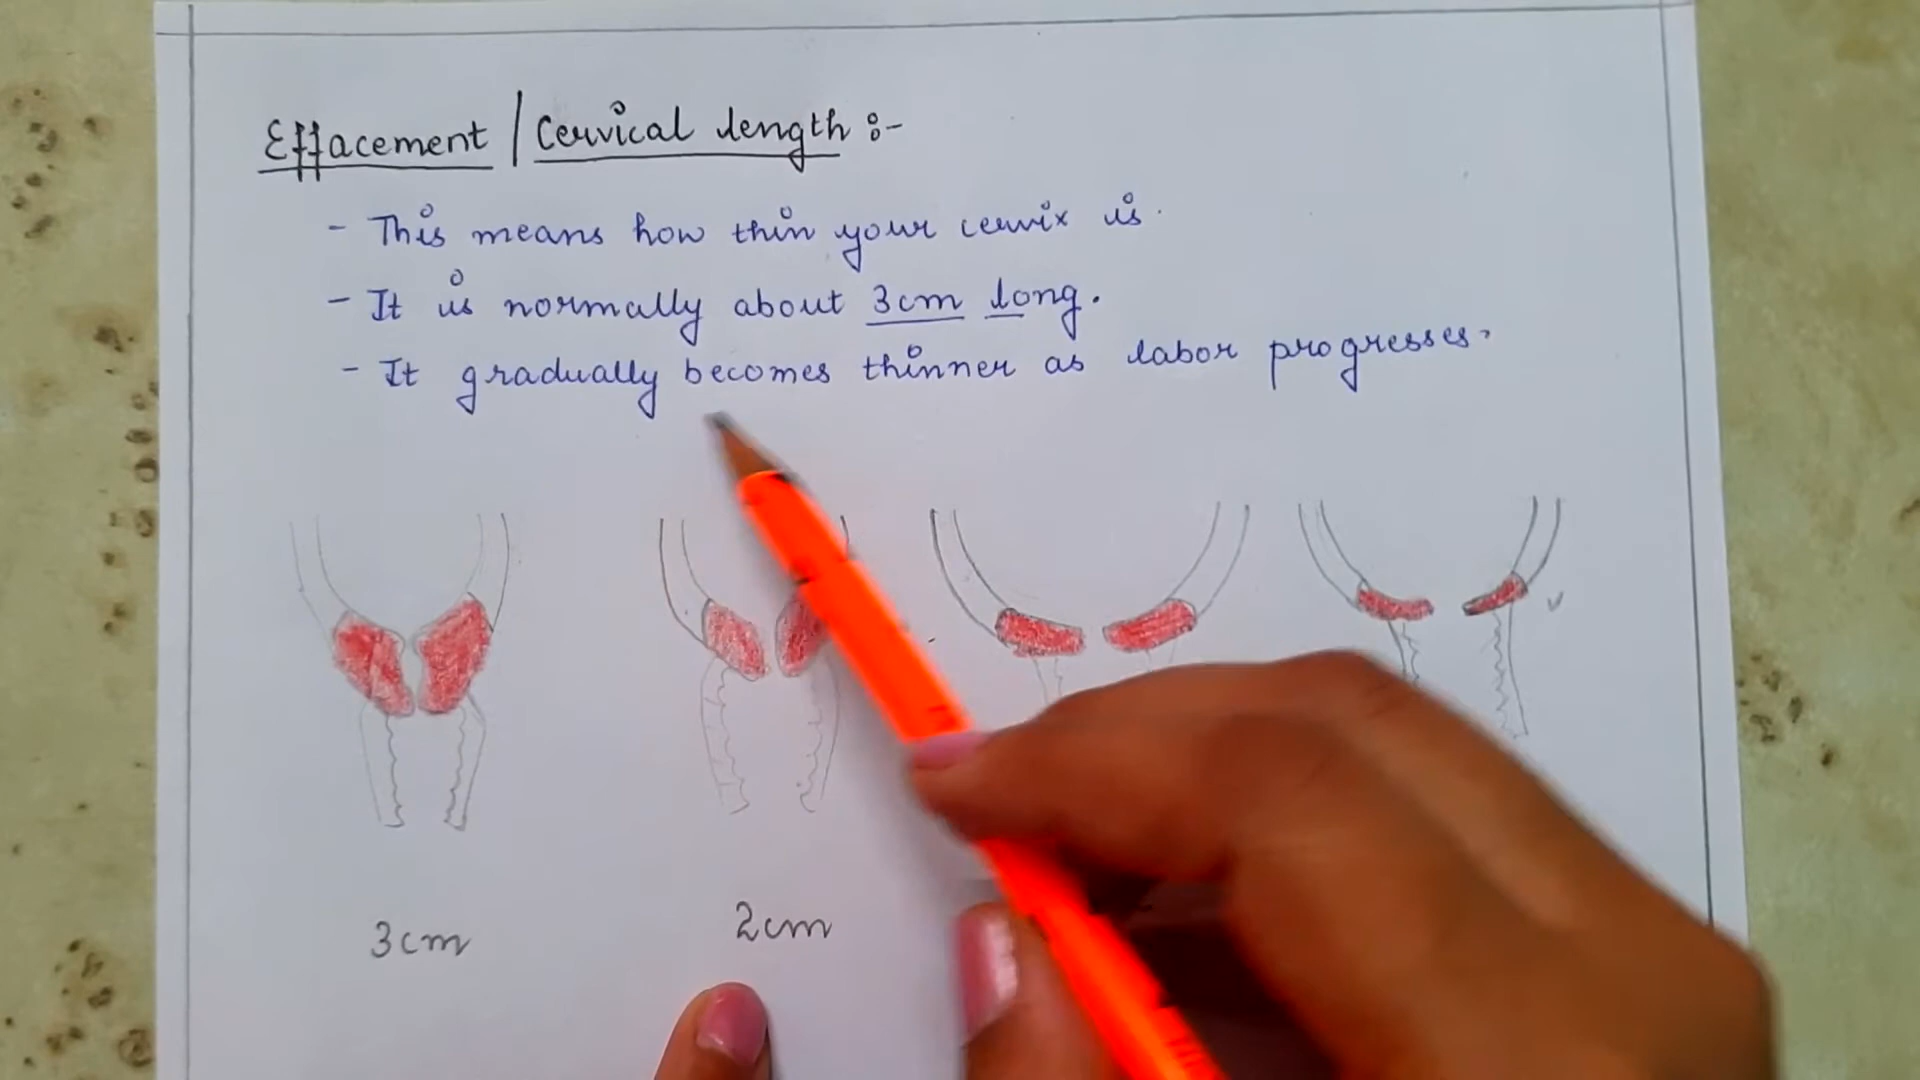 Effacement / Cervical length :-
- This means how thin your cervix is.
- It is normally about 3cm long.
- It gradually becomes thinner as labor progresses.
3cm
2cm